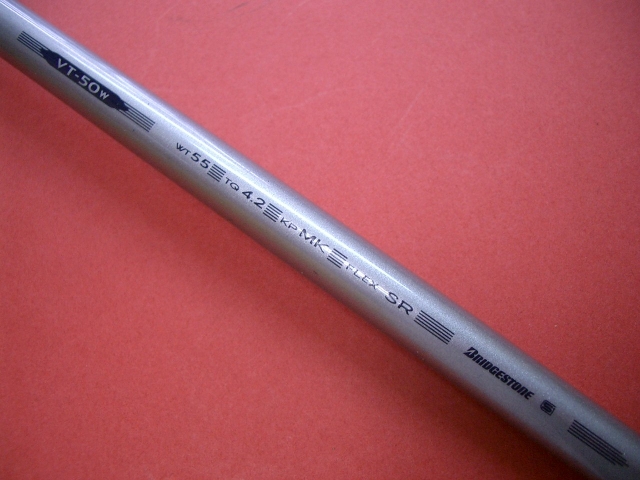 VT-50W
WT 55 TQ 4.2 KP MK FLEX SR
BRIDGESTONE S